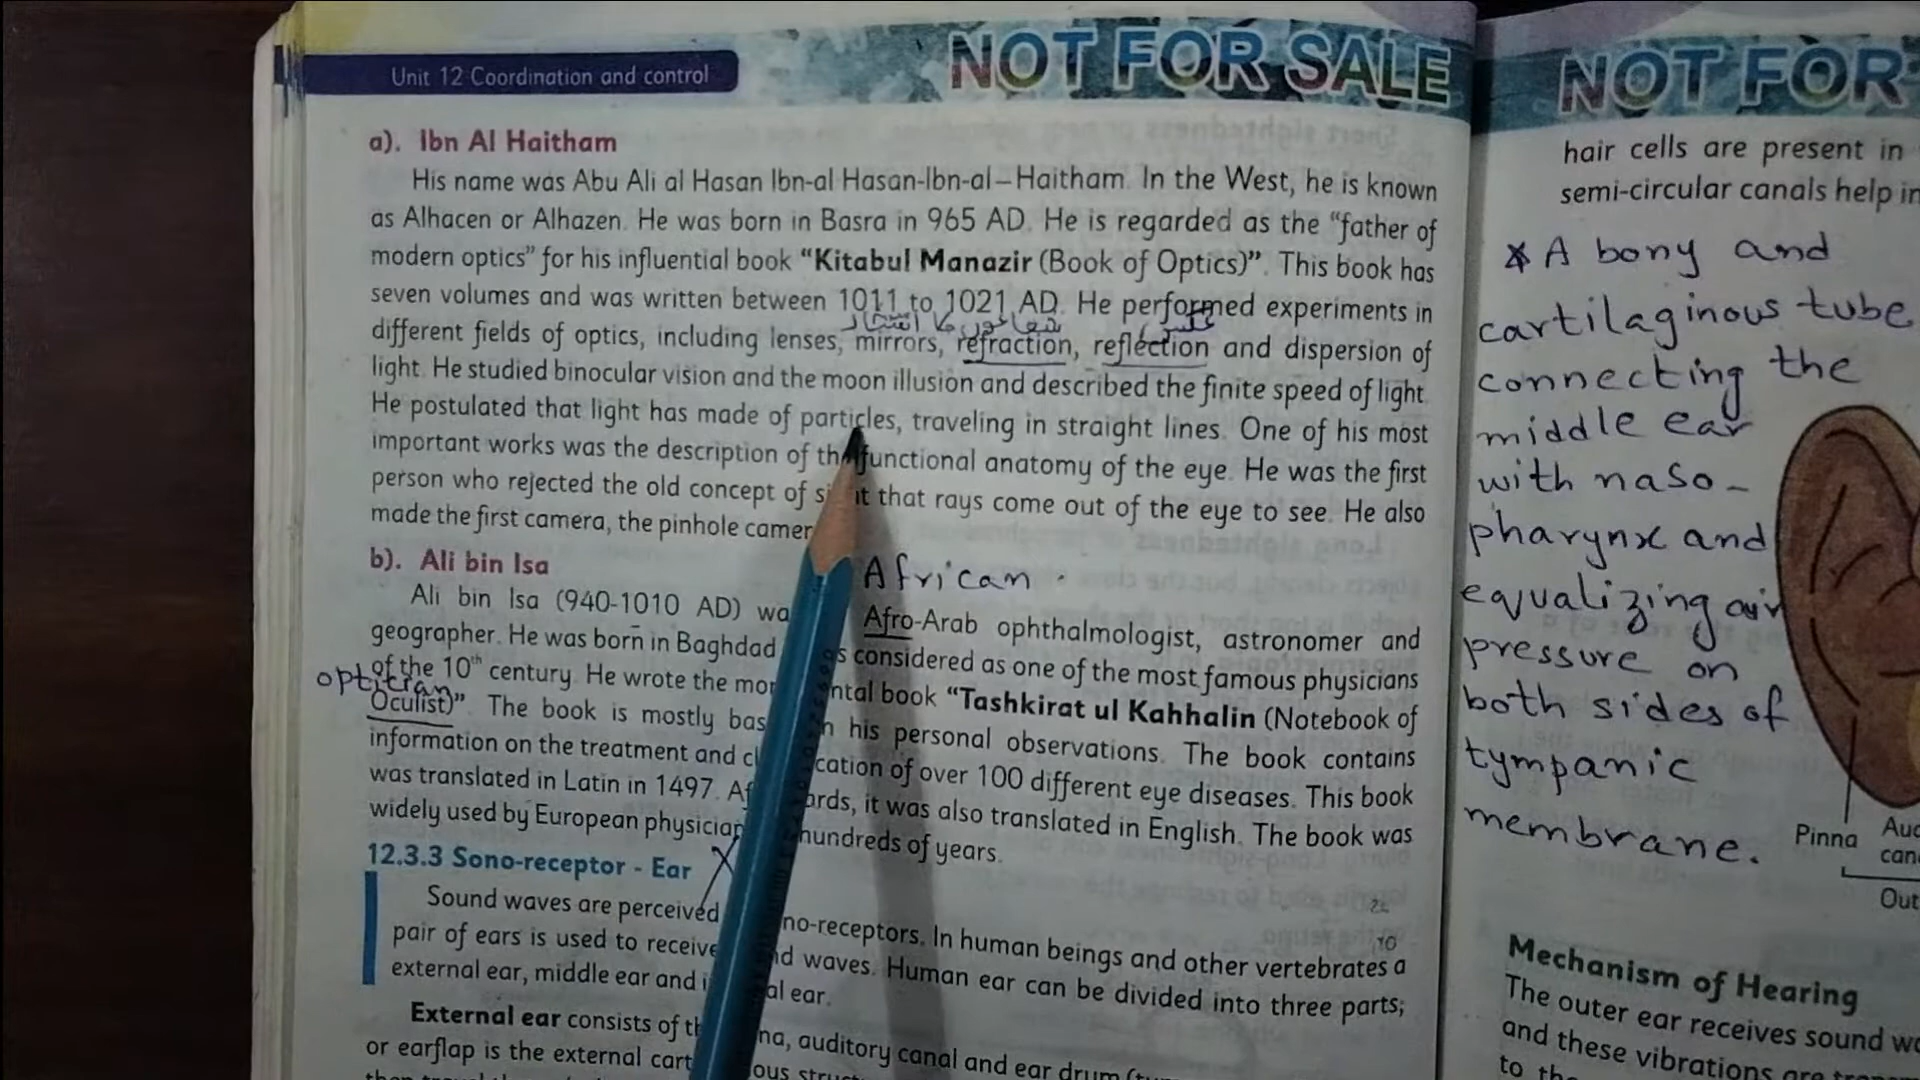 Unit 12 Coordination and control
NOT FOR SALE
a). Ibn Al Haitham
His name was Abu Ali al Hasan Ibn-al Hasan-Ibn-al–Haitham. In the West, he is known
as Alhacen or Alhazen. He was born in Basra in 965 AD. He is regarded as the “father of
modern optics” for his influential book “Kitabul Manazir (Book of Optics)”. This book has
seven volumes and was written between 1011 to 1021 AD. He performed experiments in
شعاعوں کا انتشار
different fields of optics, including lenses, mirrors, refraction, reflection and dispersion of
light. He studied binocular vision and the moon illusion and described the finite speed of light.
He postulated that light has made of particles, traveling in straight lines. One of his most
important works was the description of functional anatomy of the eye. He was the first
person who rejected the old concept of that rays come out of the eye to see. He also
made the first camera, the pinhole
b). Ali bin Isa
African
Ali bin Isa (940-1010 AD) Afro-Arab ophthalmologist, astronomer and
geographer. He was born in Baghdad considered as one of the most famous physicians
of the 10th century. He wrote the book “Tashkirat ul Kahhalin (Notebook of
optician
Oculist)”. The book is mostly his personal observations. The book contains
information on the treatment and of over 100 different eye diseases. This book
was translated in Latin in 1497. it was also translated in English. The book was
widely used by European hundreds of years.
12.3.3 Sono-receptor - Ear
Sound waves are perceived In human beings and other vertebrates a
pair of ears is used to receive waves. Human ear can be divided into three parts;
external ear, middle ear and ear.
External ear consists of auditory canal and ear drum
or earflap is the external
NOT FOR
hair cells are present in
semi-circular canals help in
* A bony and
cartilaginous tube
connecting the
middle ear
with naso-
pharynx and
equalizing air
pressure on
both sides of
tympanic
membrane.
Pinna
Mechanism of Hearing
The outer ear receives sound
and these vibrations are
to